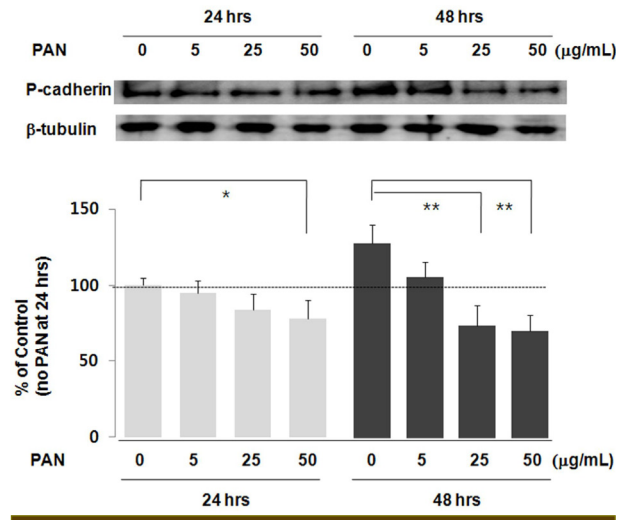 24 hrs 48 hrs
PAN 0 5 25 50 0 5 25 50 (μg/mL)
P-cadherin
β-tubulin
* ** **
150
100
50
0
% of Control
(no PAN at 24 hrs)
PAN 0 5 25 50 0 5 25 50 (μg/mL)
24 hrs 48 hrs